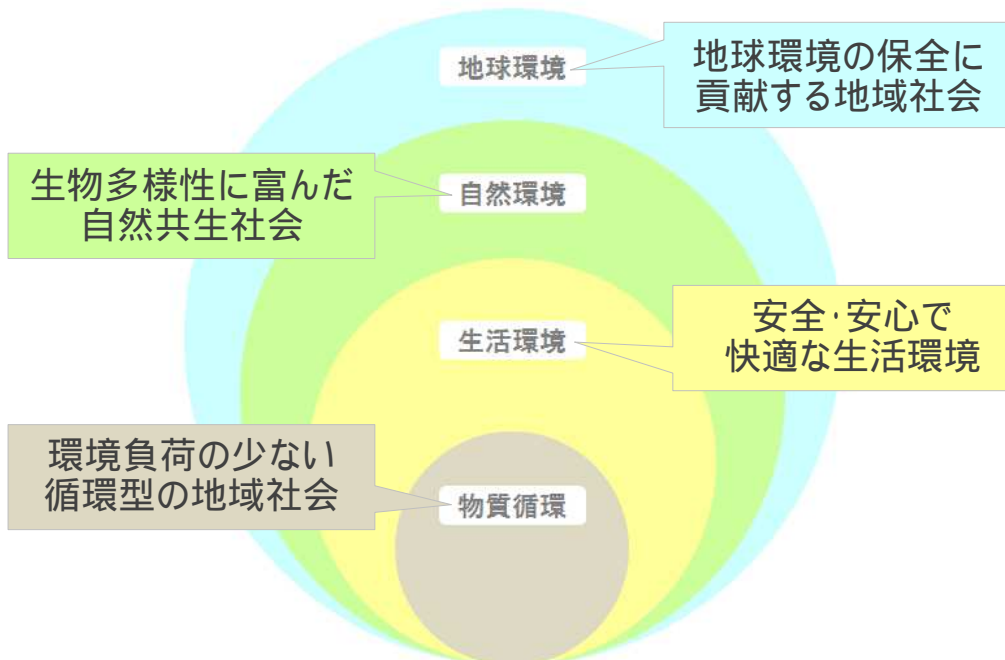 地球環境
地球環境の保全に
貢献する地域社会
生物多様性に富んだ
自然共生社会
自然環境
生活環境
安全・安心で
快適な生活環境
環境負荷の少ない
循環型の地域社会
物質循環